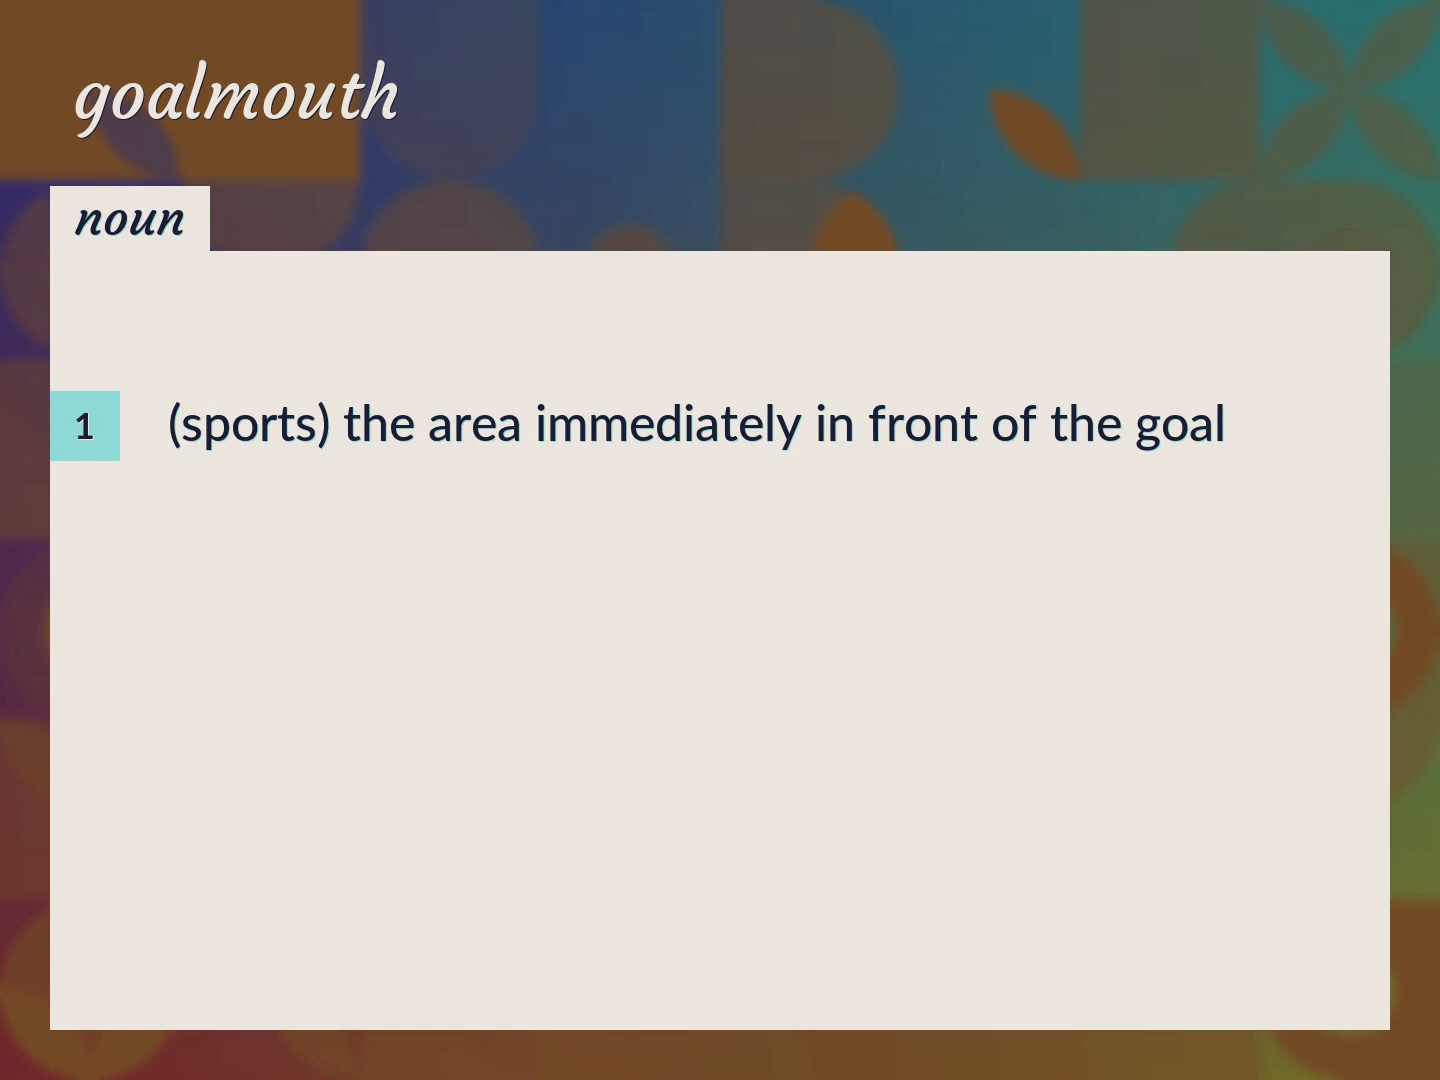 goalmouth
noun
1 (sports) the area immediately in front of the goal